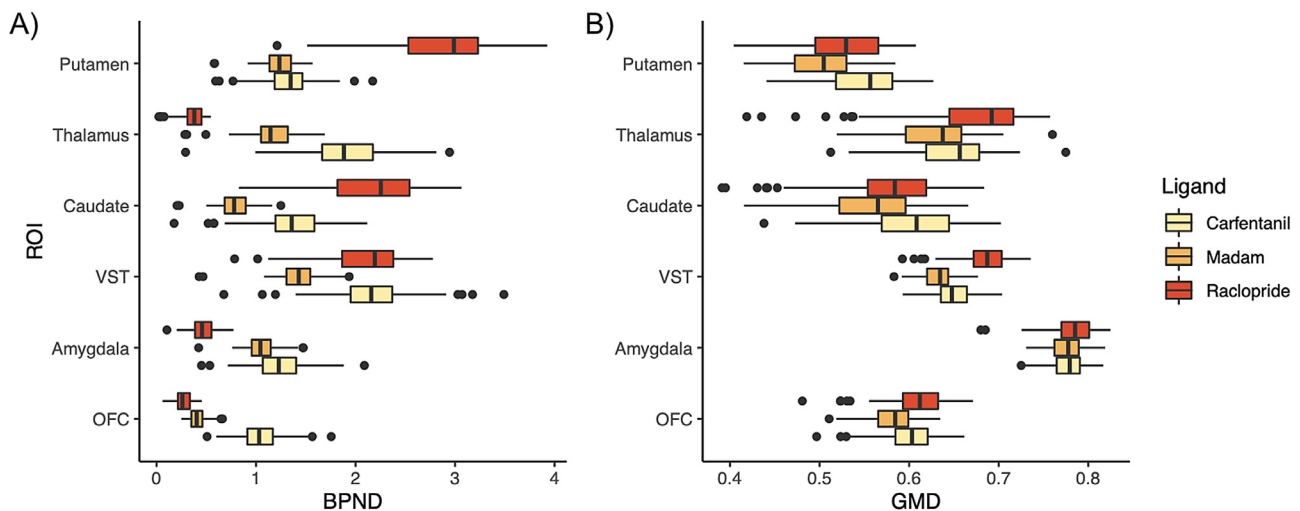 A)
ROI
Putamen
Thalamus
Caudate
VST
Amygdala
OFC
0 1 2 3 4
BPND
B)
Putamen
Thalamus
Caudate
VST
Amygdala
OFC
0.4 0.5 0.6 0.7 0.8
GMD
Ligand
Carfentanil
Madam
Raclopride